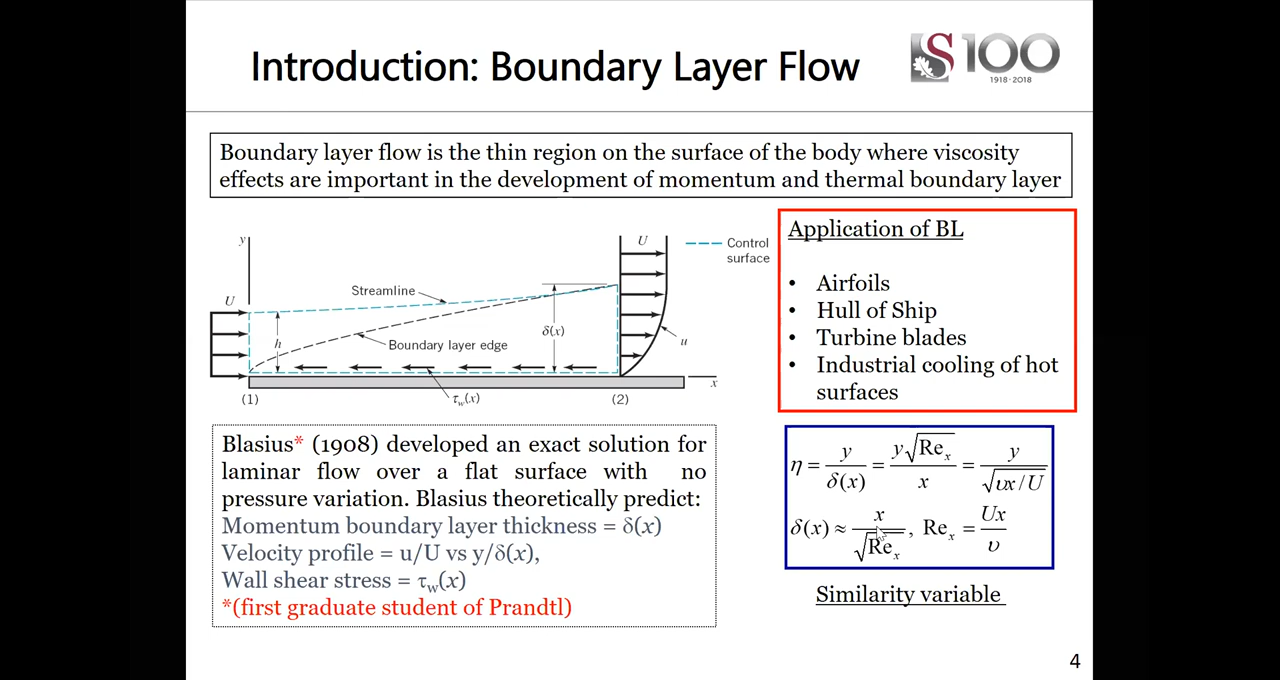 Introduction: Boundary Layer Flow
S100
1918·2018
Boundary layer flow is the thin region on the surface of the body where viscosity
effects are important in the development of momentum and thermal boundary layer
y
U
Streamline
h
Boundary layer edge
δ(x)
U
u
Control
surface
x
(1)
τw(x)
(2)
Application of BL
• Airfoils
• Hull of Ship
• Turbine blades
• Industrial cooling of hot
surfaces
Blasius* (1908) developed an exact solution for
laminar flow over a flat surface with no
pressure variation. Blasius theoretically predict:
Momentum boundary layer thickness = δ(x)
Velocity profile = u/U vs y/δ(x),
Wall shear stress = τw(x)
*(first graduate student of Prandtl)
η = y / δ(x) = y√Rex / x = y / √(υx / U)
δ(x) ≈ x / √Rex , Rex = Ux / υ
Similarity variable
4